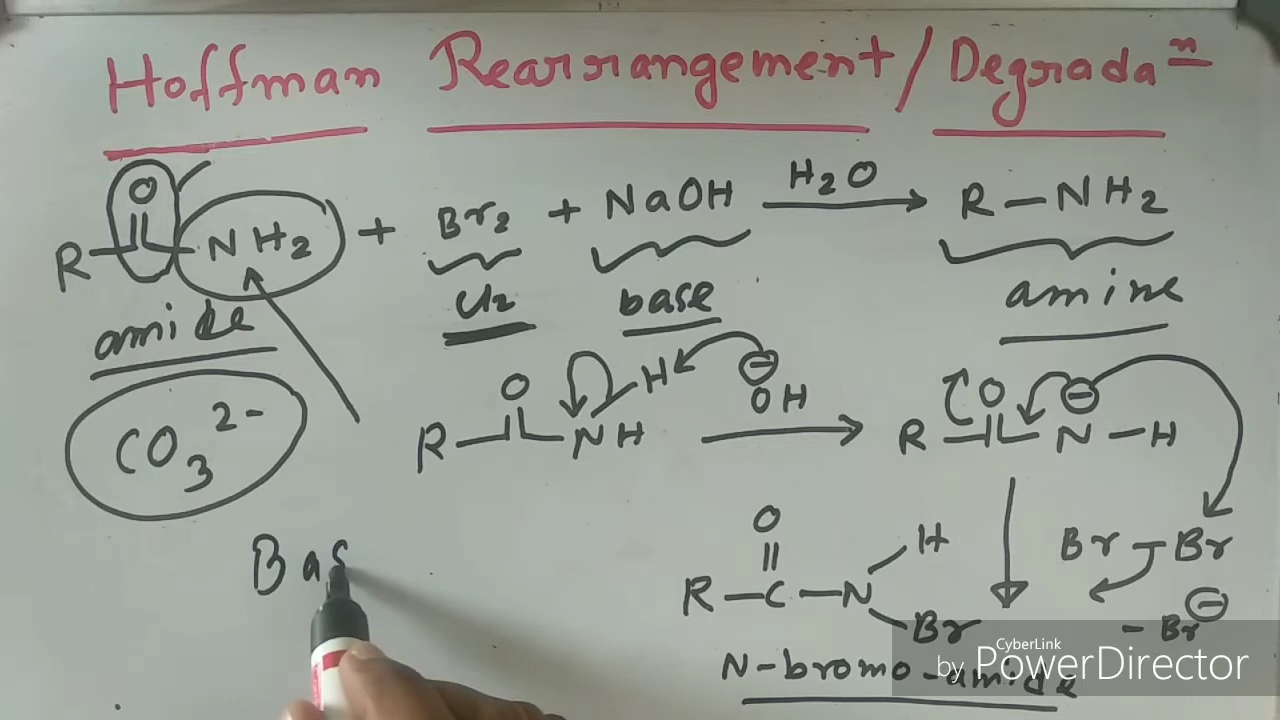 Hoffman Rearrangement / Degradaⁿ
R O NH₂ + Br₂ + NaOH H₂O → R – NH₂
amide Cl₂ base amine
CO₃²⁻
R O NH H ⊖ OH → R O ⊖ N – H
Br – Br
– Br ⊖
O
R – C – N H Br
N-bromo-amide
Bas
CyberLink
by PowerDirector